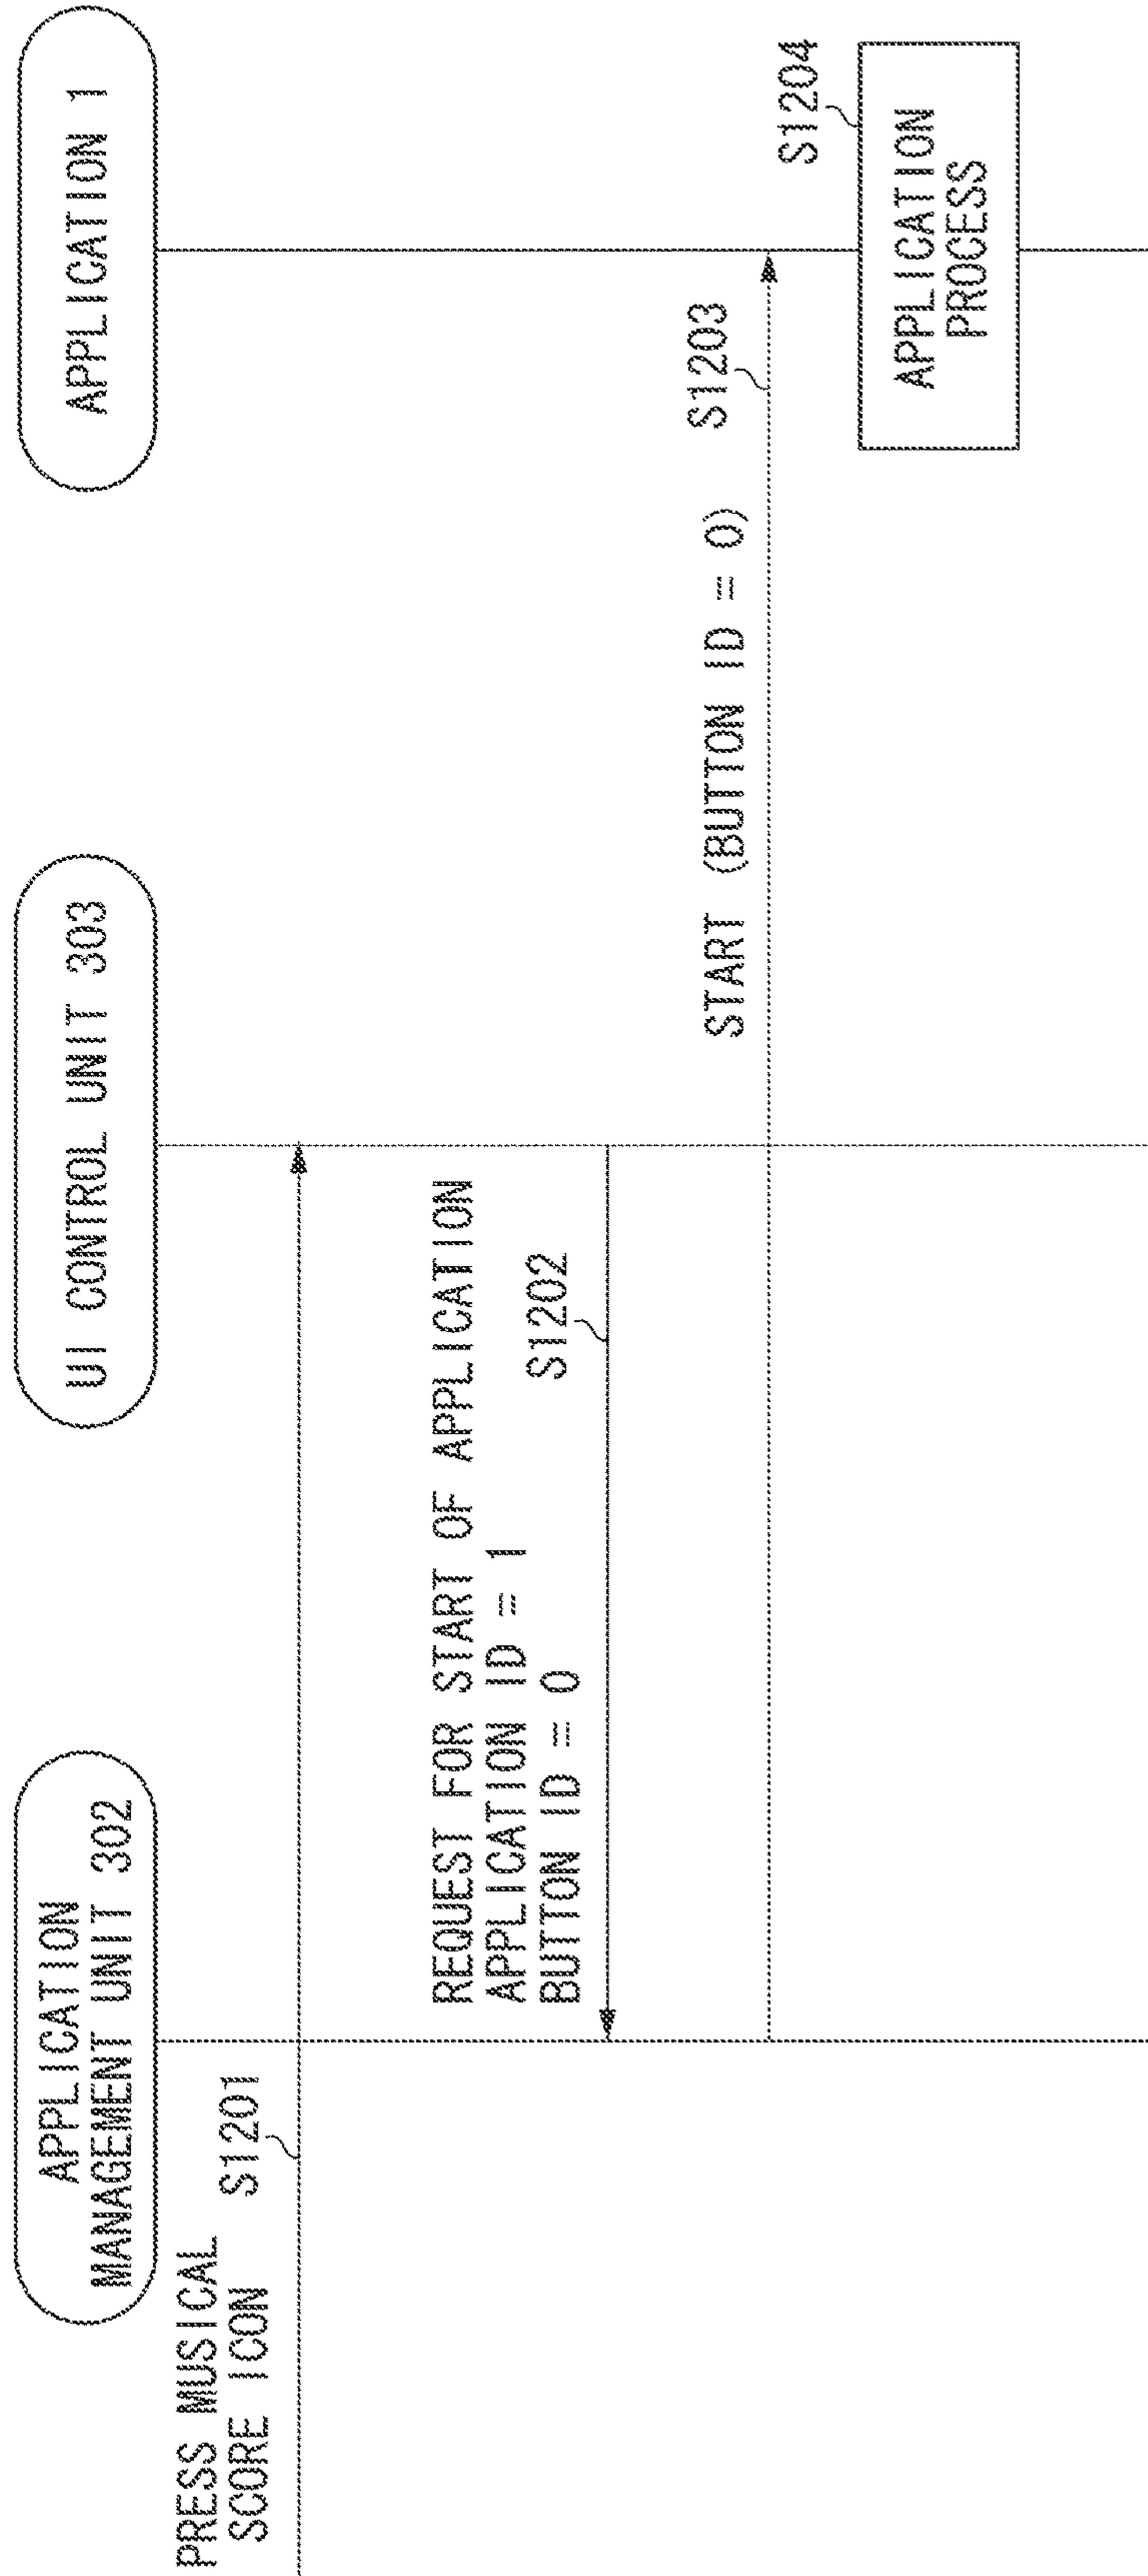 APPLICATION
MANAGEMENT UNIT 302
UI CONTROL UNIT 303
APPLICATION 1
PRESS MUSICAL
SCORE ICON
S1201
REQUEST FOR START OF APPLICATION
APPLICATION ID = 1
BUTTON ID = 0
S1202
START (BUTTON ID = 0)
S1203
S1204
APPLICATION
PROCESS